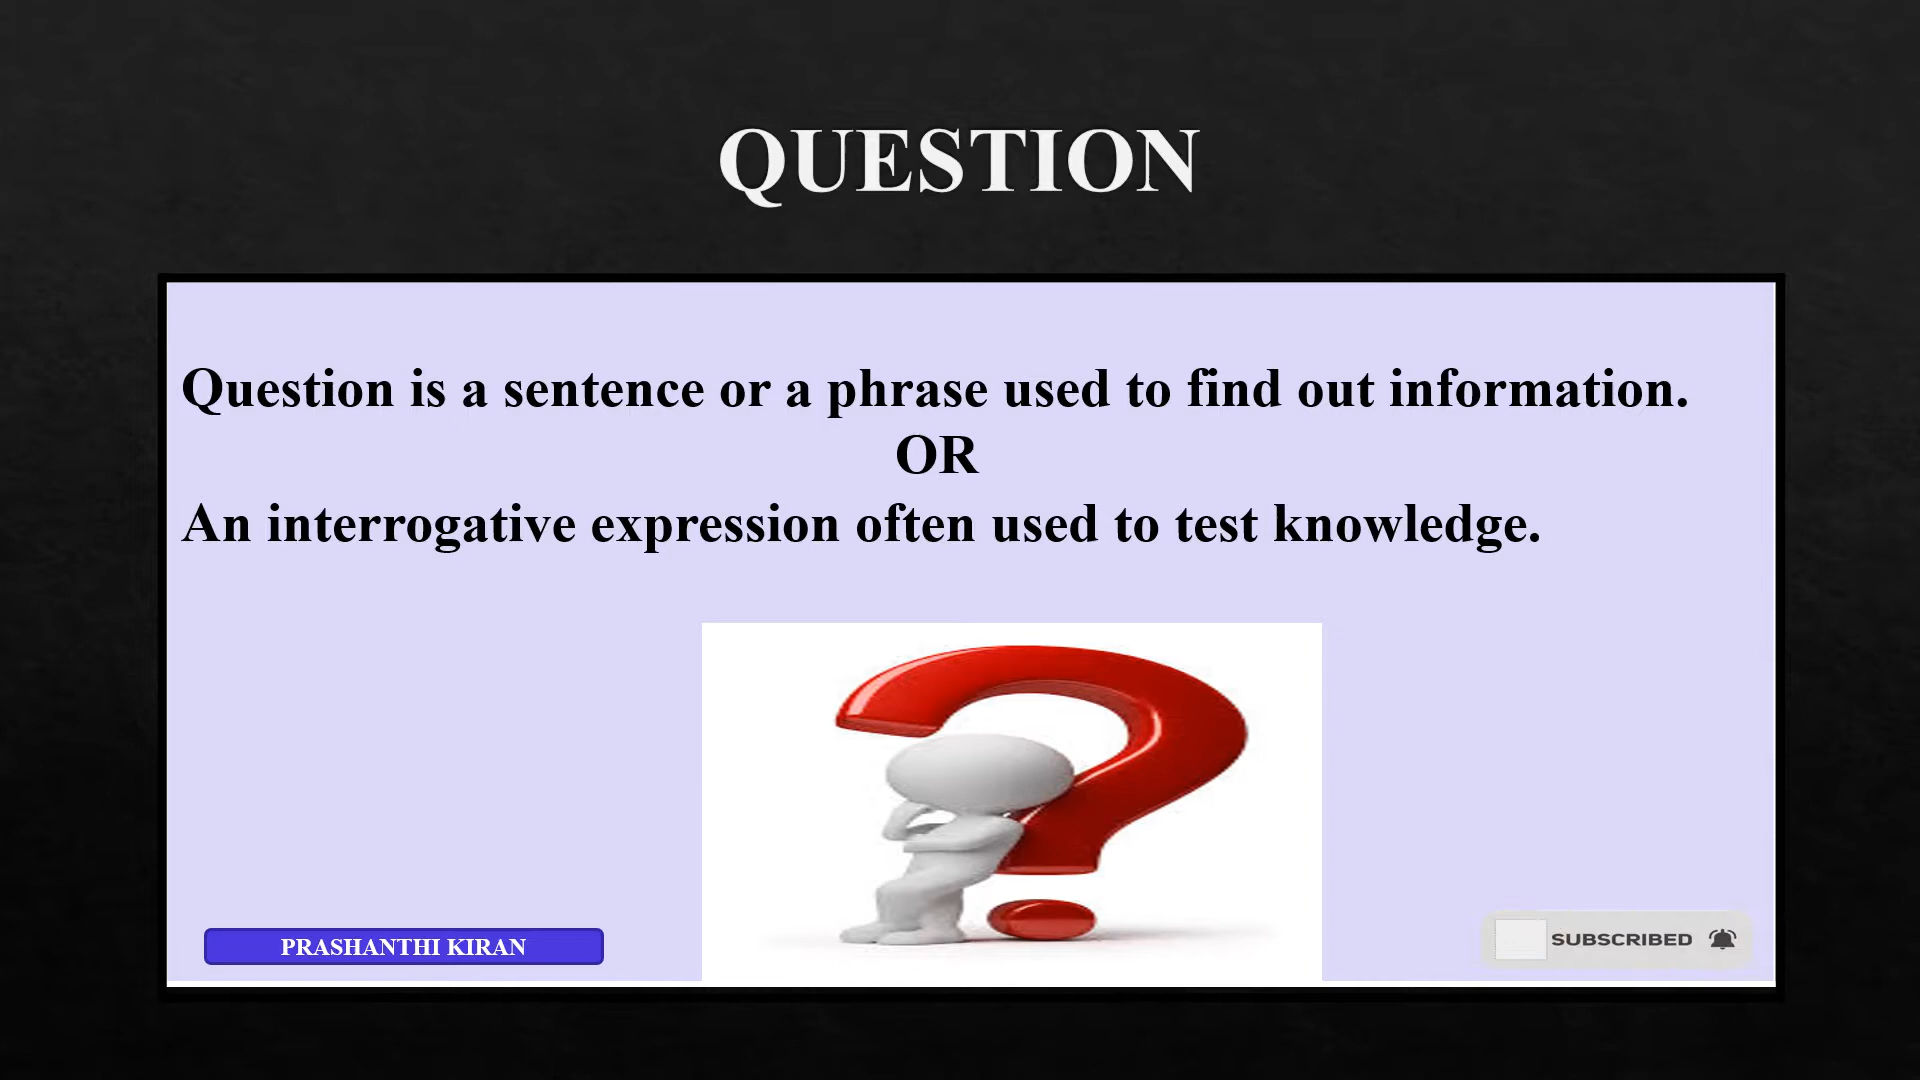 QUESTION
Question is a sentence or a phrase used to find out information.
OR
An interrogative expression often used to test knowledge.
PRASHANTHI KIRAN
SUBSCRIBED